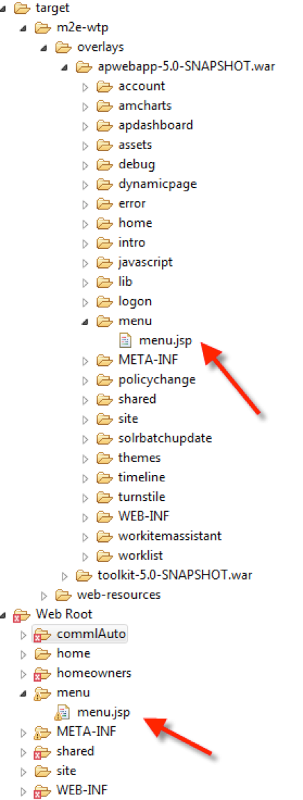 target
m2e-wtp
overlays
apwebapp-5.0-SNAPSHOT.war
account
amcharts
apdashboard
assets
debug
dynamicpage
error
home
intro
javascript
lib
logon
menu
menu.jsp
META-INF
policychange
shared
site
solrbatchupdate
themes
timeline
turnstile
WEB-INF
workitemassistant
worklist
toolkit-5.0-SNAPSHOT.war
web-resources
Web Root
commlAuto
home
homeowners
menu
menu.jsp
META-INF
shared
site
WEB-INF